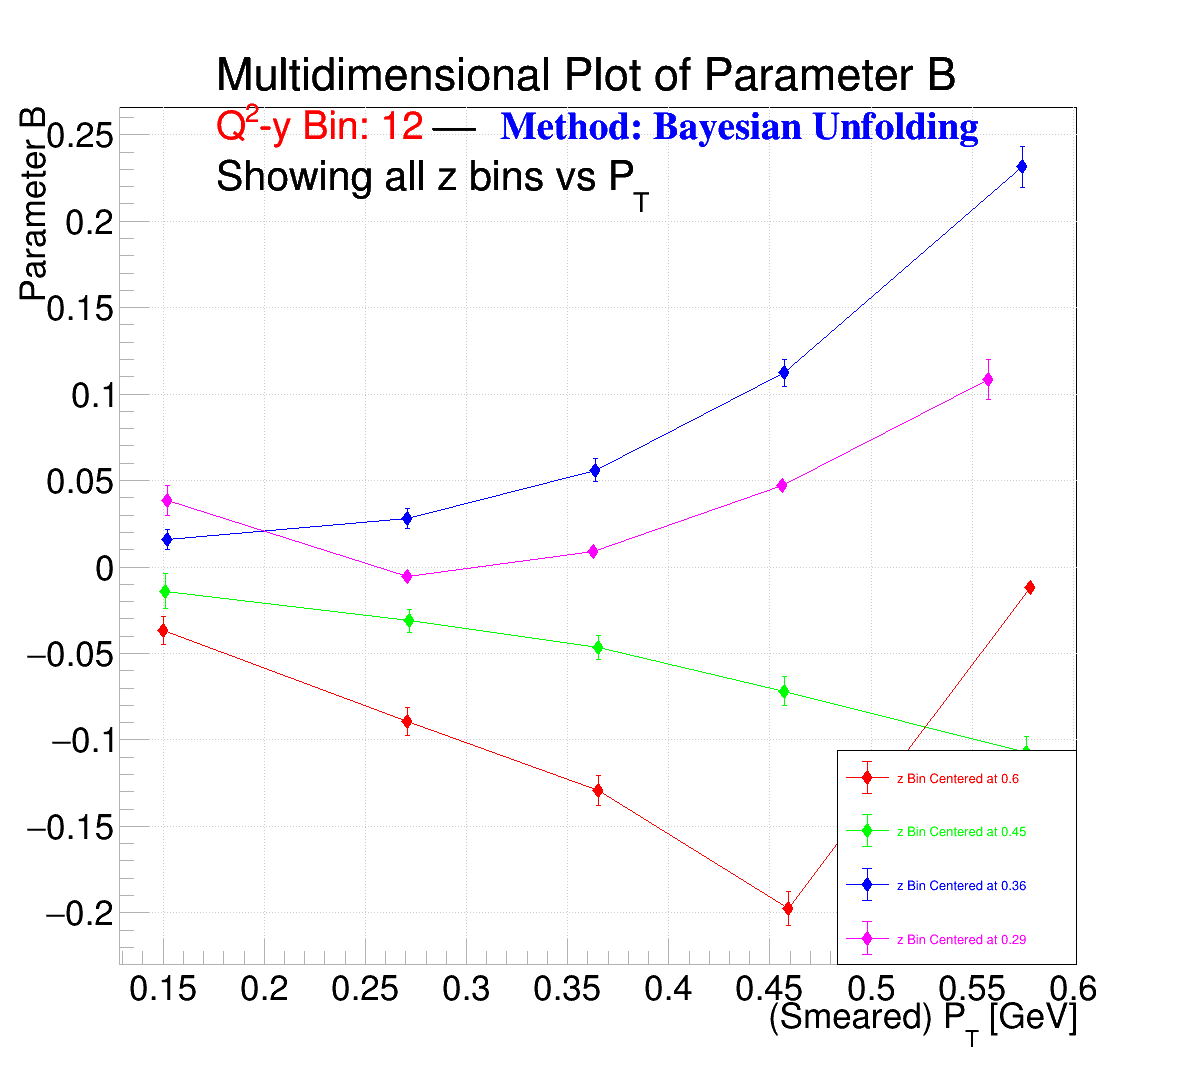 Multidimensional Plot of Parameter B
Q²-y Bin: 12 — Method: Bayesian Unfolding
Showing all z bins vs P_T
Parameter B
0.25
0.2
0.15
0.1
0.05
0
−0.05
−0.1
−0.15
−0.2
z Bin Centered at 0.6
z Bin Centered at 0.45
z Bin Centered at 0.36
z Bin Centered at 0.29
0.15 0.2 0.25 0.3 0.35 0.4 0.45 0.5 0.55 0.6
(Smeared) P_T [GeV]